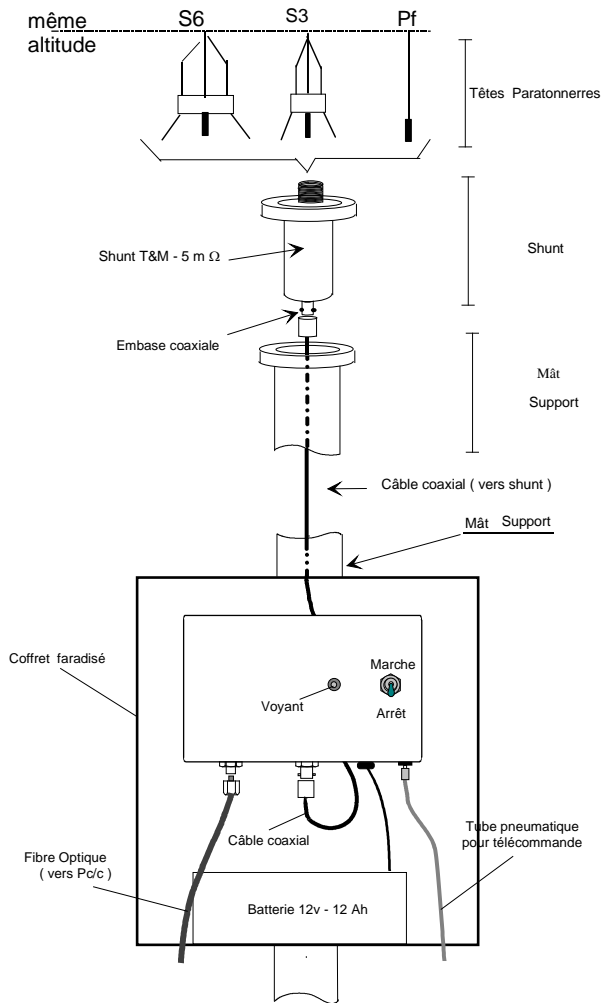 même
altitude
S6
S3
Pf
Têtes Paratonnerres
Shunt T&M - 5 m Ω
Shunt
Embase coaxiale
Mât
Support
Câble coaxial ( vers shunt )
Mât Support
Coffret faradisé
Marche
Voyant
Arrêt
Câble coaxial
Tube pneumatique
pour télécommande
Fibre Optique
( vers Pc/c )
Batterie 12v - 12 Ah